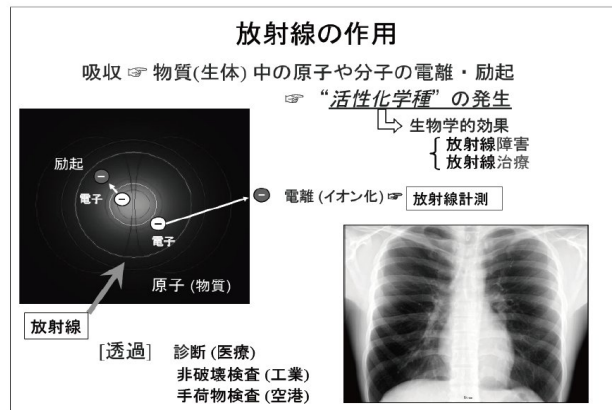 放射線の作用
吸収 ☞ 物質(生体) 中の原子や分子の電離・励起
☞ “活性化学種” の発生
生物学的効果
放射線障害
放射線治療
励起
電子
電子
電離 (イオン化) ☞ 放射線計測
原子 (物質)
放射線
[透過] 診断 (医療)
非破壊検査 (工業)
手荷物検査 (空港)